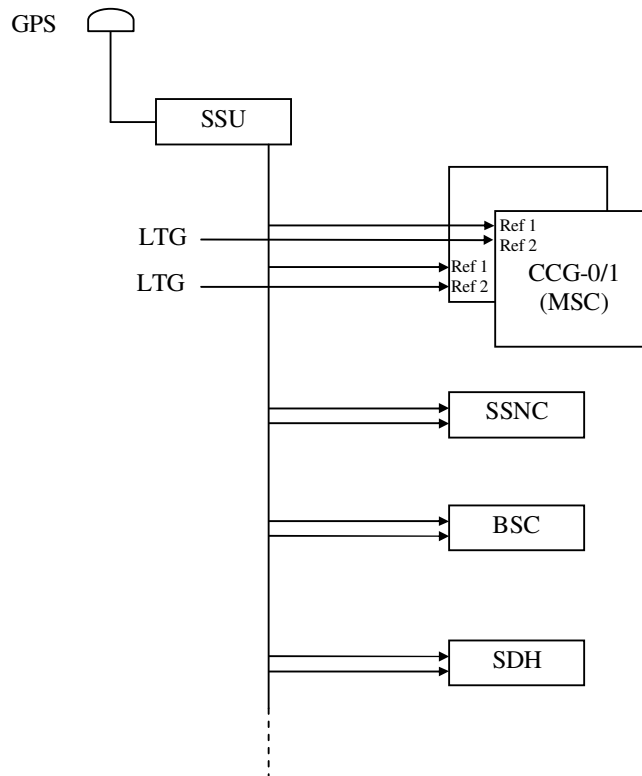 GPS
SSU
LTG
Ref 1
Ref 2
LTG
Ref 1
Ref 2
CCG-0/1
(MSC)
SSNC
BSC
SDH